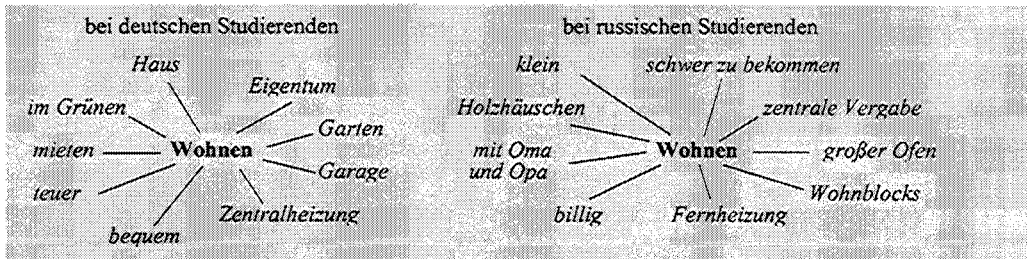 bei deutschen Studierenden
Haus
Eigentum
im Grünen
Garten
mieten
Wohnen
Garage
teuer
Zentralheizung
bequem
bei russischen Studierenden
klein
schwer zu bekommen
Holzhäuschen
zentrale Vergabe
mit Oma
und Opa
Wohnen
großer Ofen
Wohnblocks
billig
Fernheizung